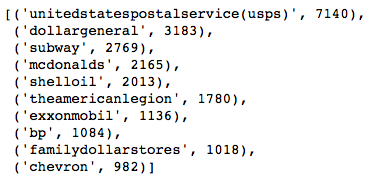 [('unitedstatespostalservice(usps)', 7140),
('dollargeneral', 3183),
('subway', 2769),
('mcdonalds', 2165),
('shelloil', 2013),
('theamericanlegion', 1780),
('exxonmobil', 1136),
('bp', 1084),
('familydollarstores', 1018),
('chevron', 982)]